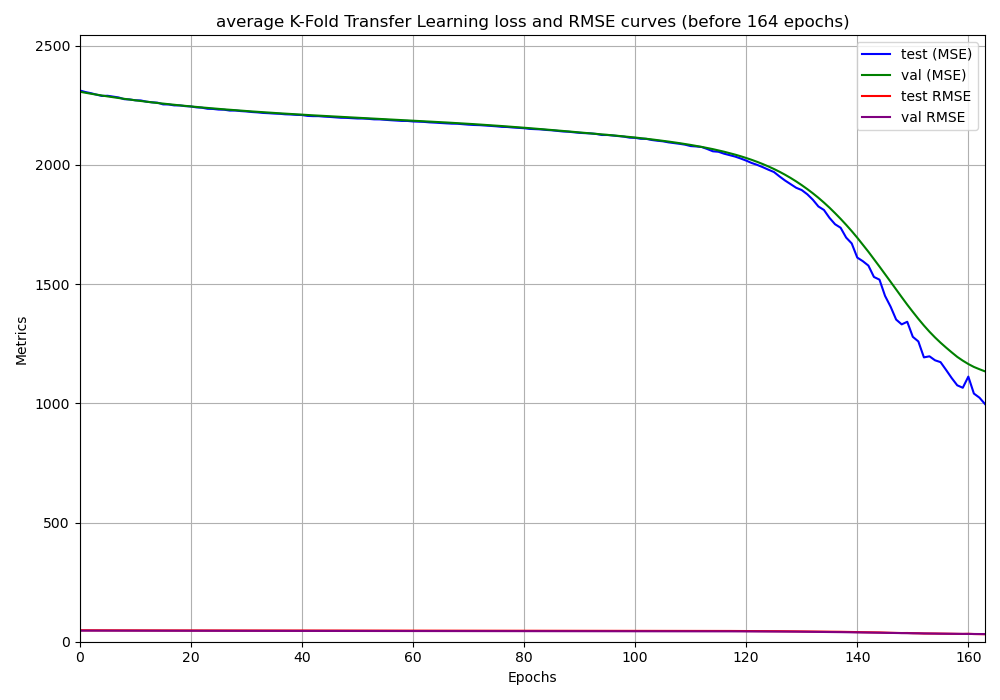 average K-Fold Transfer Learning loss and RMSE curves (before 164 epochs)
test (MSE)
val (MSE)
test RMSE
val RMSE
Metrics
2500
2000
1500
1000
500
0
0 20 40 60 80 100 120 140 160
Epochs